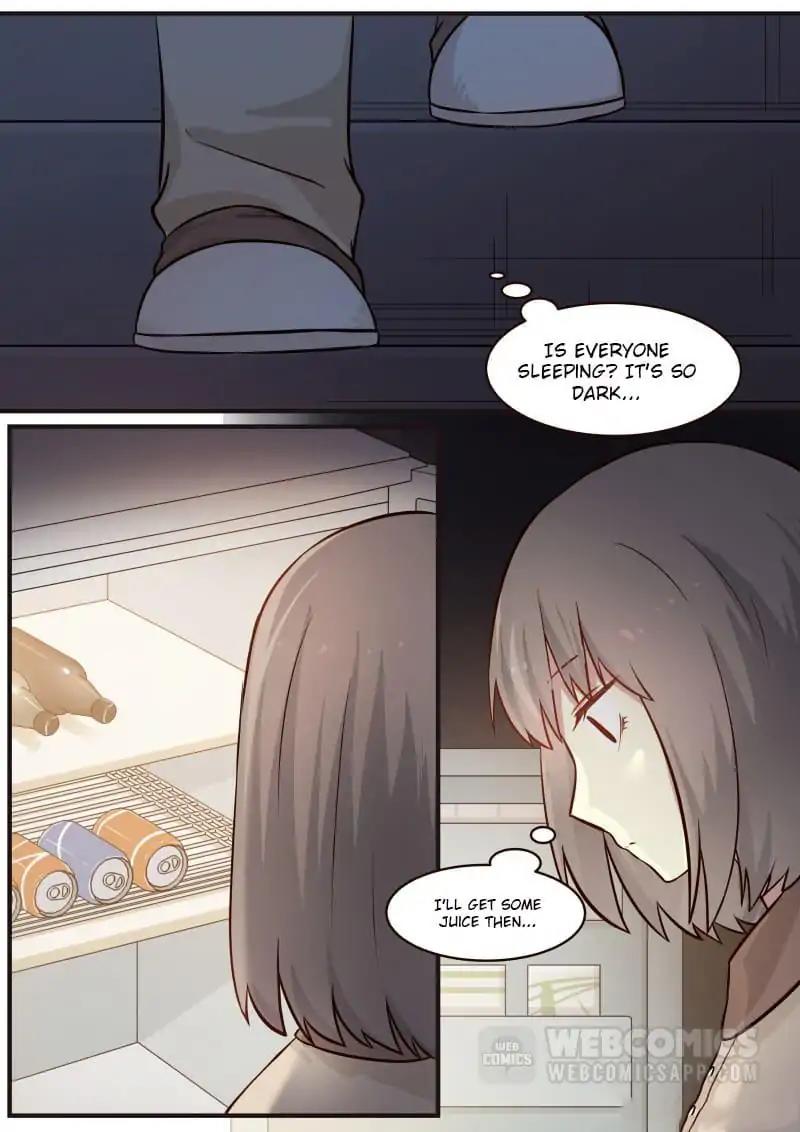 IS EVERYONE
SLEEPING? IT'S SO
DARK...
I'LL GET SOME
JUICE THEN...
WEB
COMICS
WEBCOMICS
WEBCOMICSAPP.COM